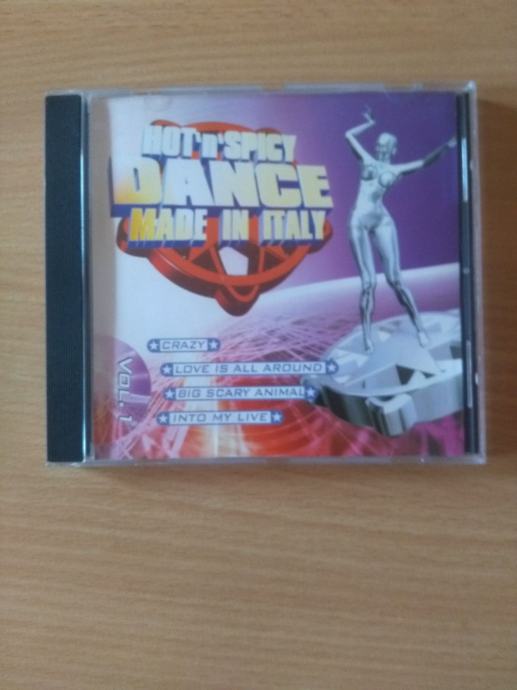 HOT'n'SPICY
DANCE
MADE IN ITALY
CRAZY
LOVE IS ALL AROUND
BIG SCARY ANIMAL
INTO MY LIVE
VOL. 1